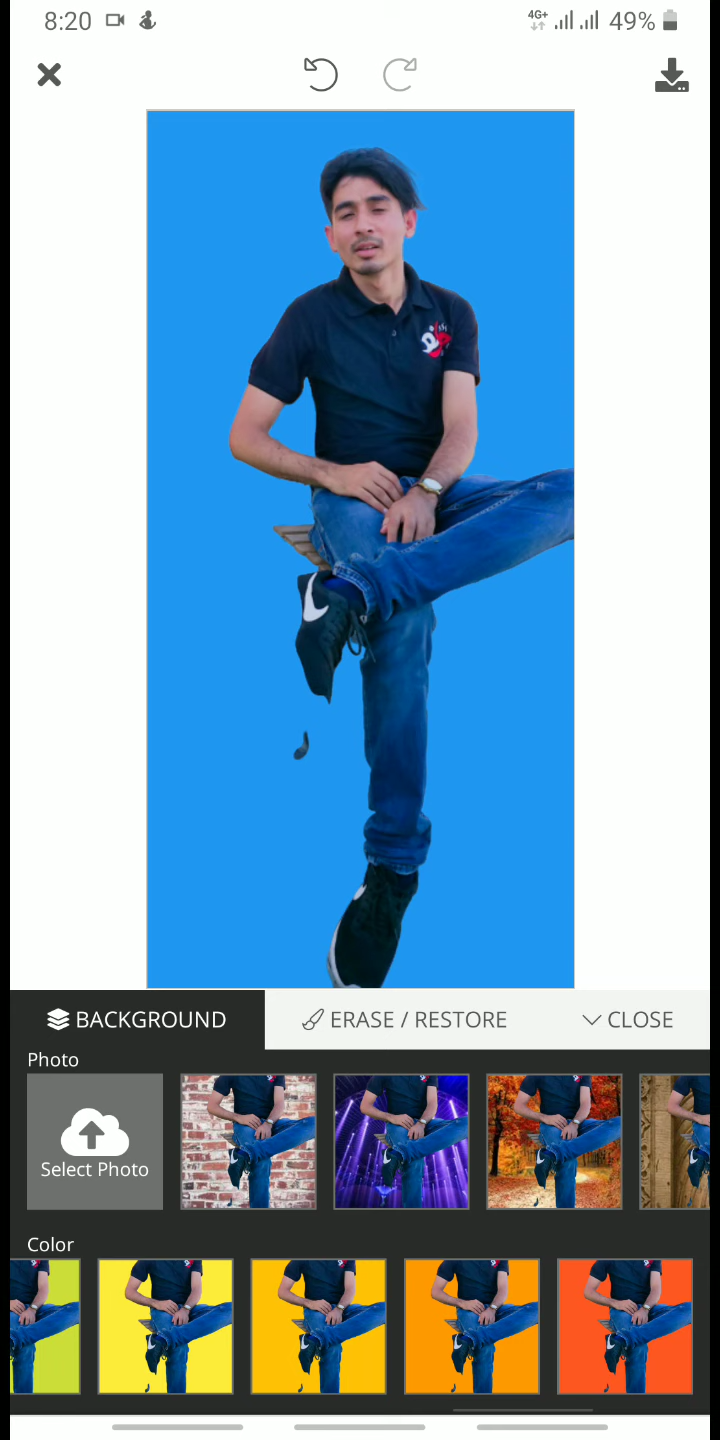 8:20 4G+ 49%
BACKGROUND ERASE / RESTORE CLOSE
Photo
Select Photo
Color